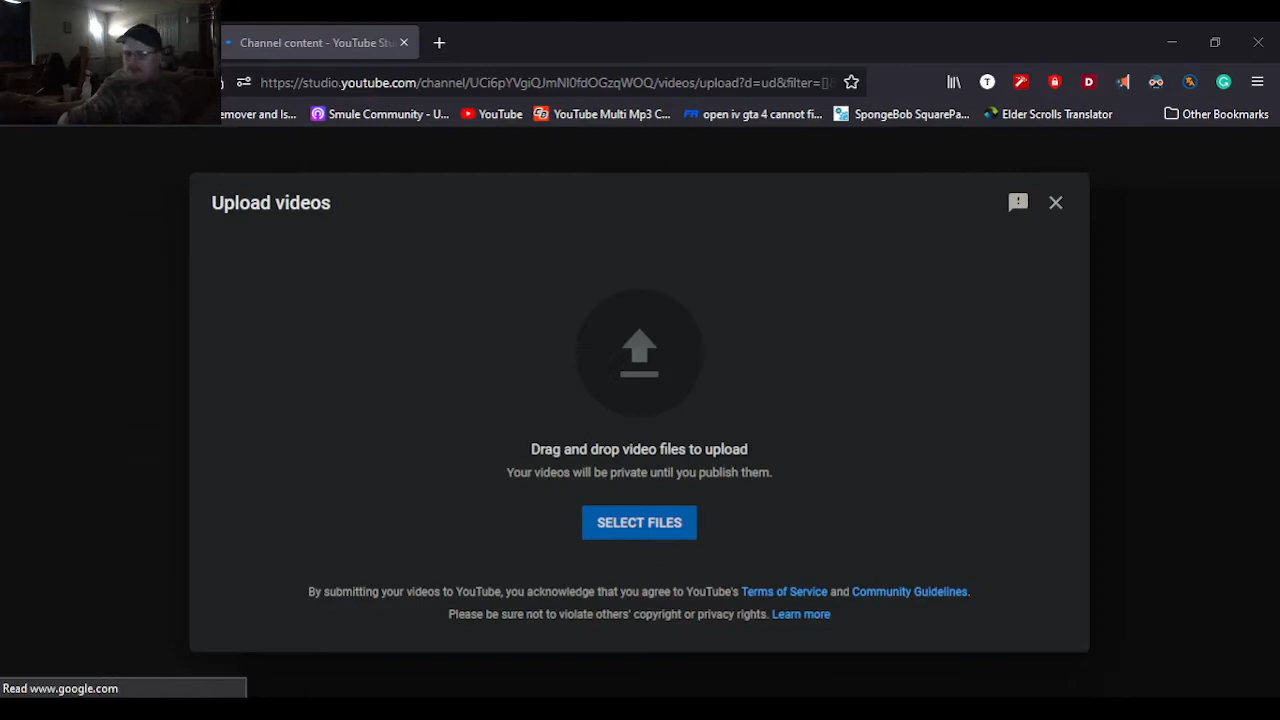 Channel content - YouTube Stu
https://studio.youtube.com/channel/UCi6pYVgiQJmNl0fdOGzqWOQ/videos/upload?d=ud&filter=[]
emover and Is...
Smule Community - U...
YouTube
YouTube Multi Mp3 C...
open iv gta 4 cannot fi...
SpongeBob SquarePa...
Elder Scrolls Translator
Other Bookmarks
Upload videos
Drag and drop video files to upload
Your videos will be private until you publish them.
SELECT FILES
By submitting your videos to YouTube, you acknowledge that you agree to YouTube's Terms of Service and Community Guidelines.
Please be sure not to violate others' copyright or privacy rights. Learn more
Read www.google.com